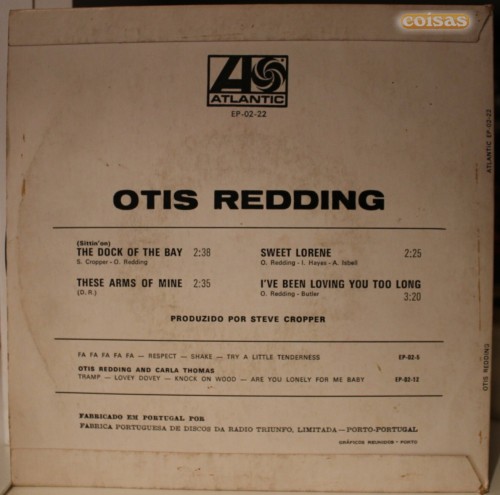 coisas
ATLANTIC
EP-02-22
OTIS REDDING
(Sittin'on)
THE DOCK OF THE BAY 2:38
S. Cropper - O. Redding
SWEET LORENE 2:25
O. Redding - I. Hayes - A. Isbell
THESE ARMS OF MINE 2:35
(O. R.)
I'VE BEEN LOVING YOU TOO LONG
O. Redding - Butler 3:20
PRODUZIDO POR STEVE CROPPER
FA FA FA FA FA — RESPECT — SHAKE — TRY A LITTLE TENDERNESS EP-02-5
OTIS REDDING AND CARLA THOMAS
TRAMP — LOVEY DOVEY — KNOCK ON WOOD — ARE YOU LONELY FOR ME BABY EP-02-12
FABRICADO EM PORTUGAL POR
FABRICA PORTUGUESA DE DISCOS DA RADIO TRIUNFO, LIMITADA — PORTO-PORTUGAL
GRÁFICOS REUNIDOS - PORTO
ATLANTIC EP-02-22
OTIS REDDING